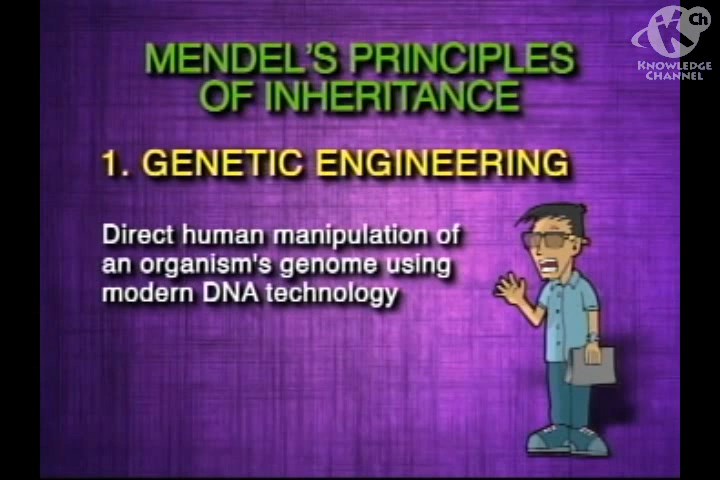 Ch
K
KNOWLEDGE
CHANNEL
MENDEL'S PRINCIPLES
OF INHERITANCE
1. GENETIC ENGINEERING
Direct human manipulation of
an organism's genome using
modern DNA technology